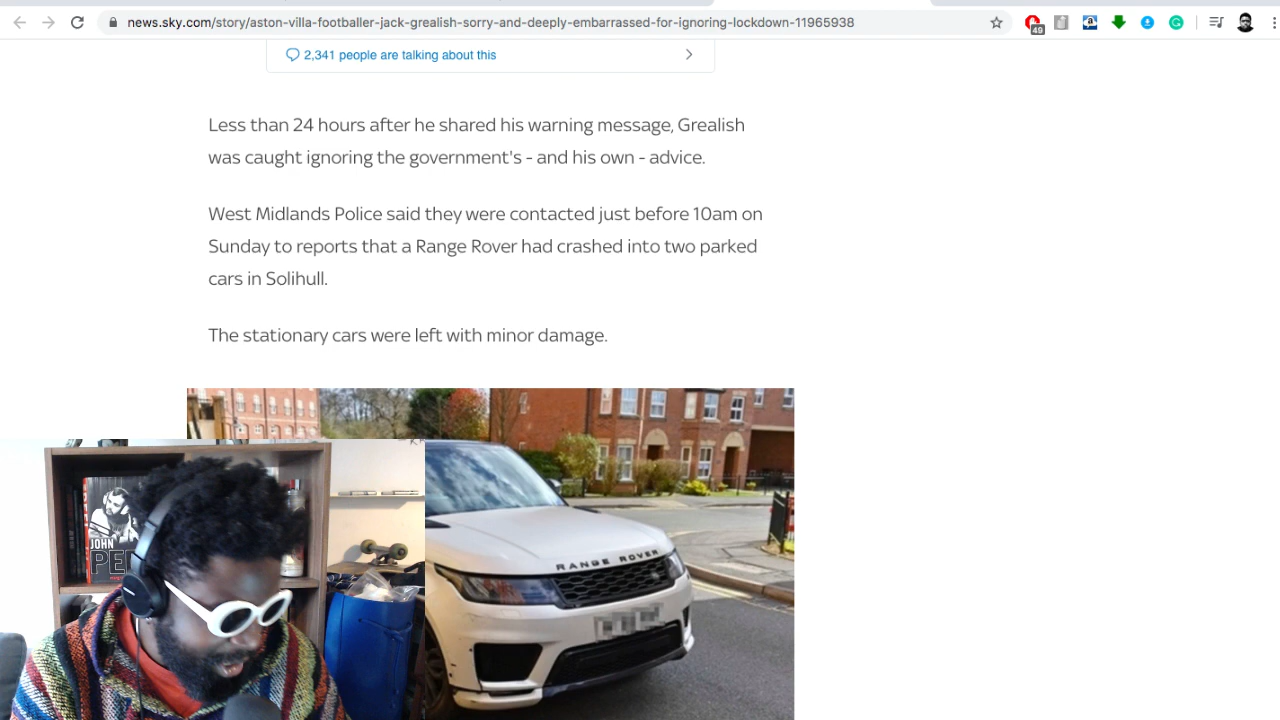 news.sky.com/story/aston-villa-footballer-jack-grealish-sorry-and-deeply-embarrassed-for-ignoring-lockdown-11965938
49
2,341 people are talking about this
Less than 24 hours after he shared his warning message, Grealish
was caught ignoring the government's - and his own - advice.
West Midlands Police said they were contacted just before 10am on
Sunday to reports that a Range Rover had crashed into two parked
cars in Solihull.
The stationary cars were left with minor damage.
RANGE ROVER
JOHN